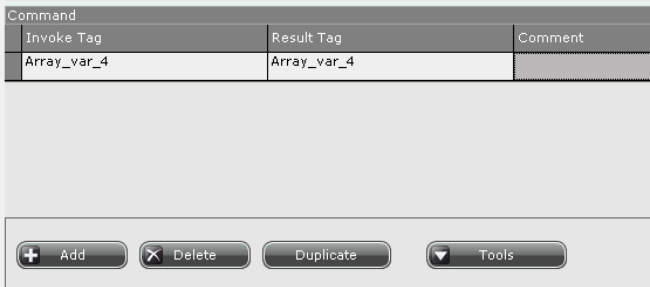 Command
Invoke Tag Result Tag Comment
Array_var_4 Array_var_4
Add Delete Duplicate Tools